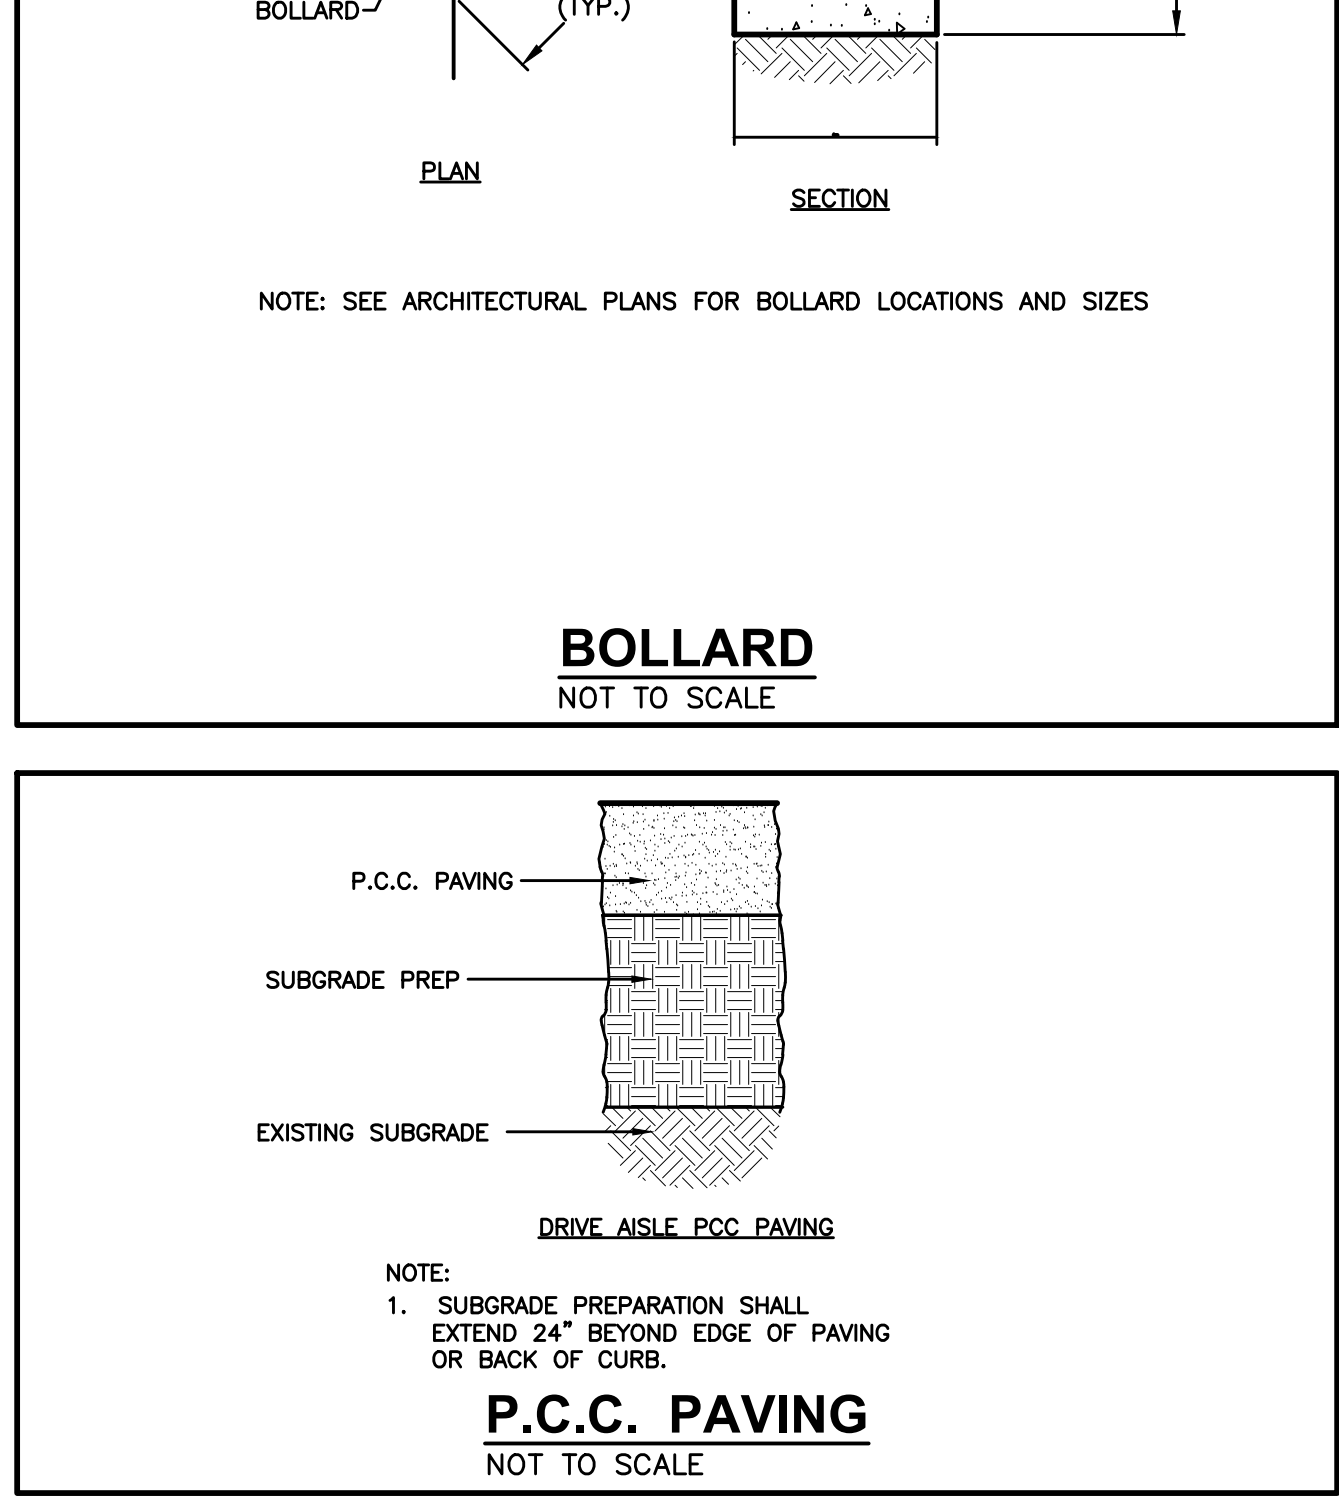 BOLLARD
(TYP.)
PLAN
SECTION
NOTE: SEE ARCHITECTURAL PLANS FOR BOLLARD LOCATIONS AND SIZES
BOLLARD
NOT TO SCALE
P.C.C. PAVING
SUBGRADE PREP
EXISTING SUBGRADE
DRIVE AISLE PCC PAVING
NOTE:
1. SUBGRADE PREPARATION SHALL
EXTEND 24" BEYOND EDGE OF PAVING
OR BACK OF CURB.
P.C.C. PAVING
NOT TO SCALE